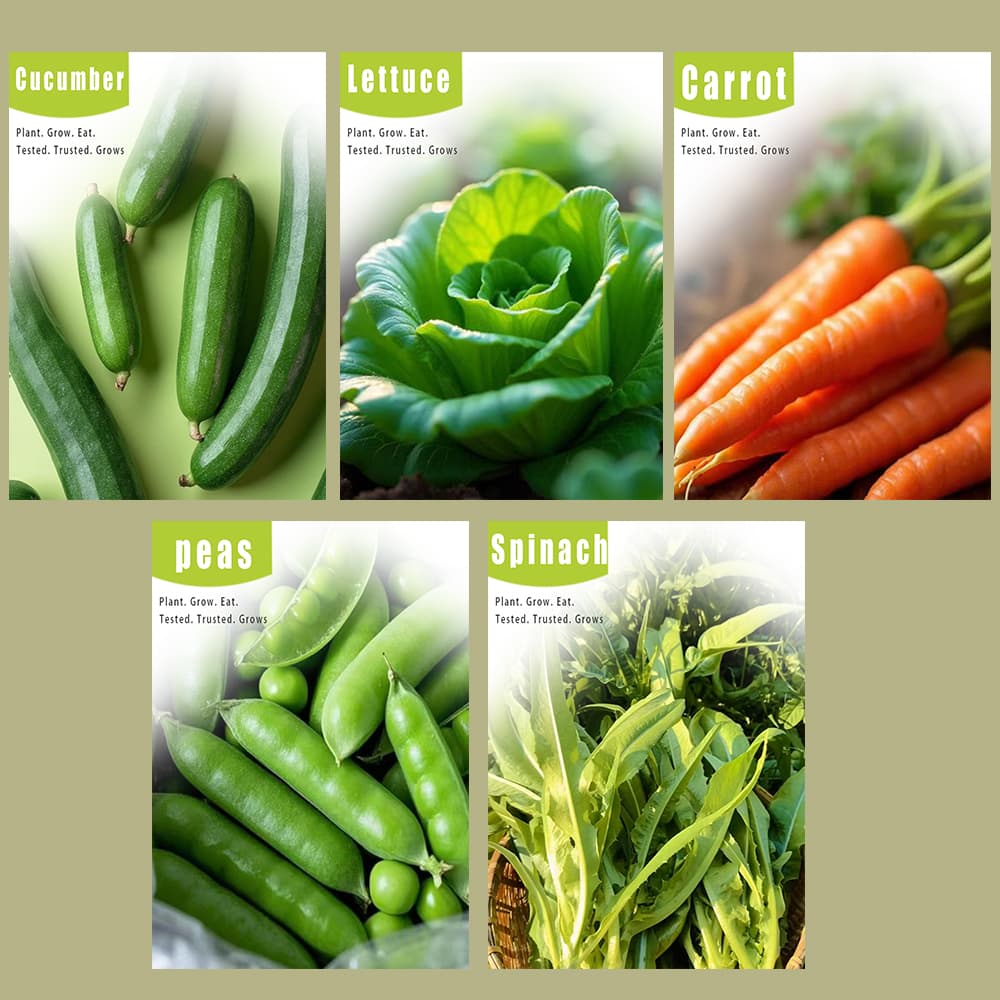 Cucumber
Plant. Grow. Eat.
Tested. Trusted. Grows
Lettuce
Plant. Grow. Eat.
Tested. Trusted. Grows
Carrot
Plant. Grow. Eat.
Tested. Trusted. Grows
peas
Plant. Grow. Eat.
Tested. Trusted. Grows
Spinach
Plant. Grow. Eat.
Tested. Trusted. Grows